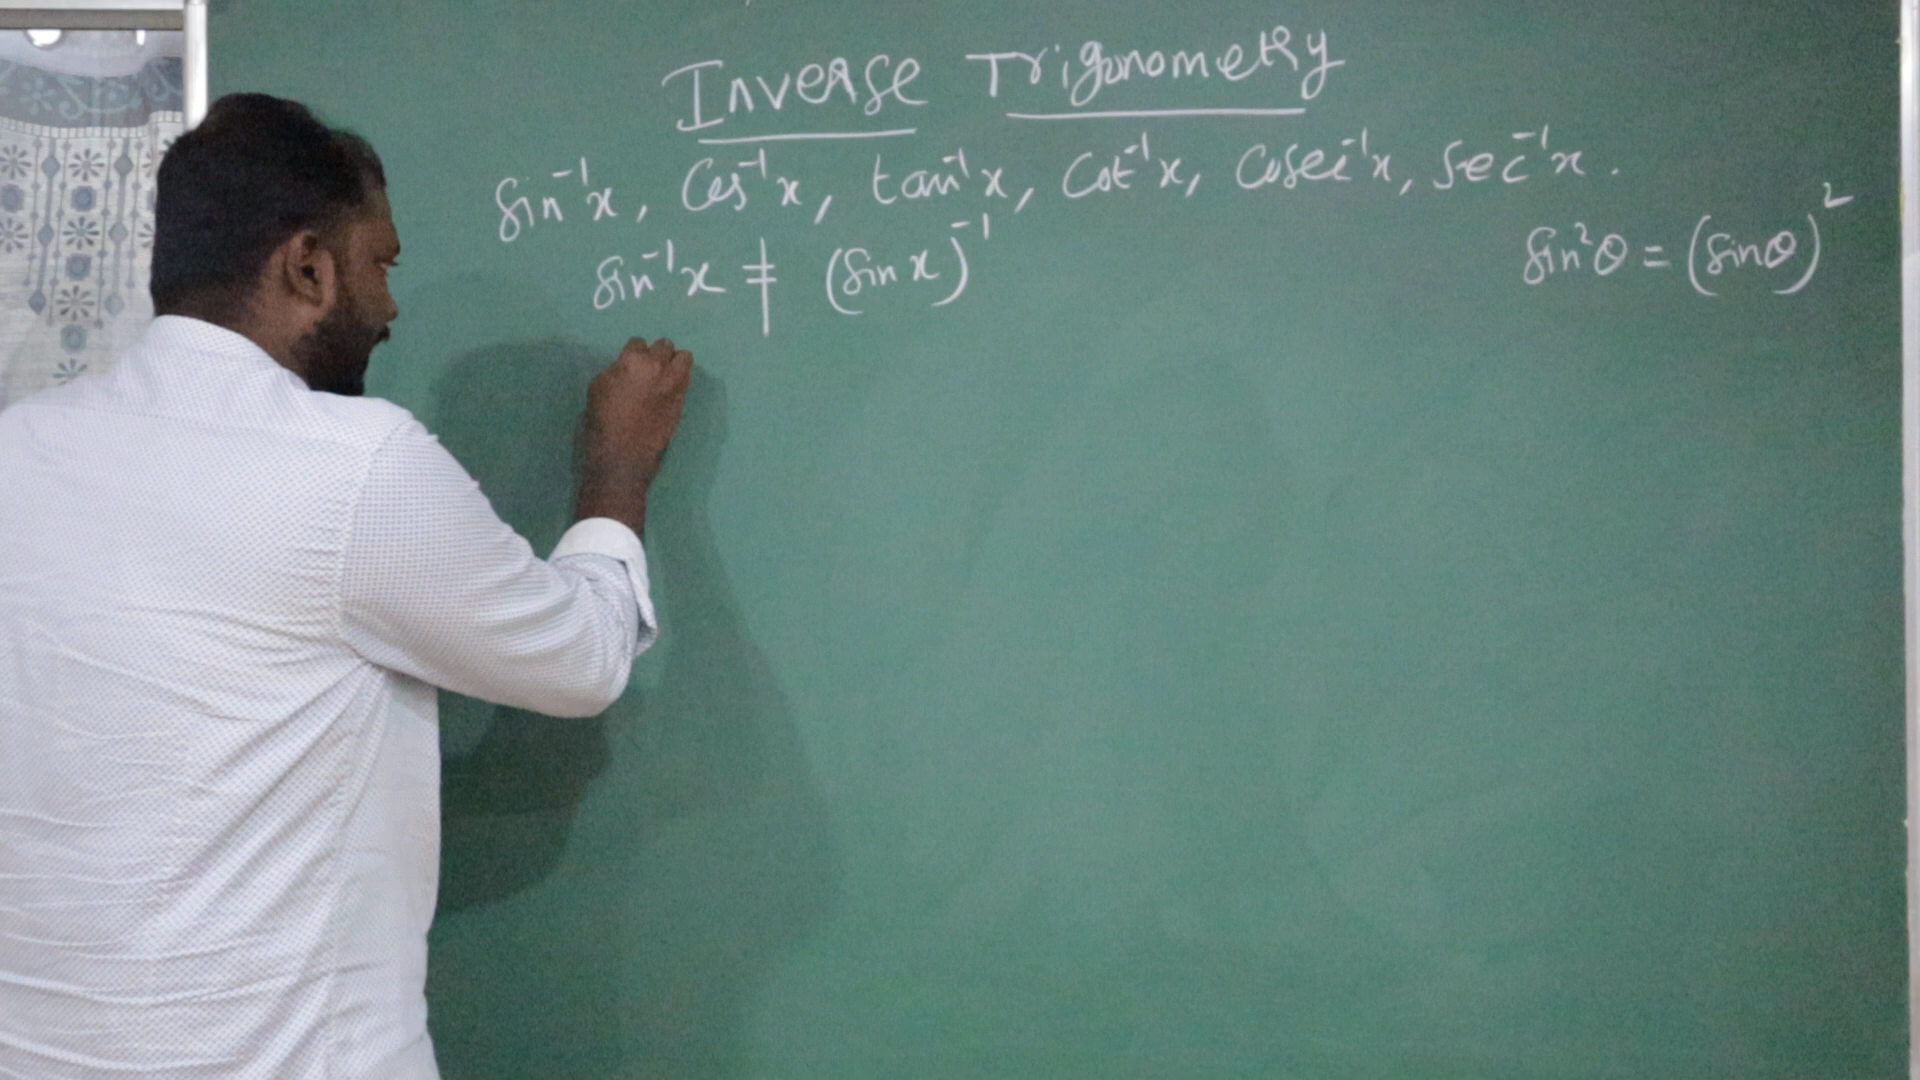 Inverse Trigonometry
sin⁻¹x, cos⁻¹x, tan⁻¹x, cot⁻¹x, cosec⁻¹x, sec⁻¹x.
sin⁻¹x ≠ (sin x)⁻¹
sin²θ = (sinθ)²